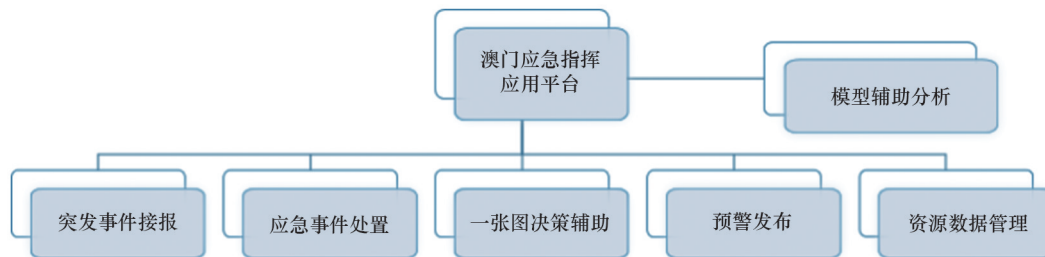 澳门应急指挥
应用平台
模型辅助分析
突发事件接报
应急事件处置
一张图决策辅助
预警发布
资源数据管理